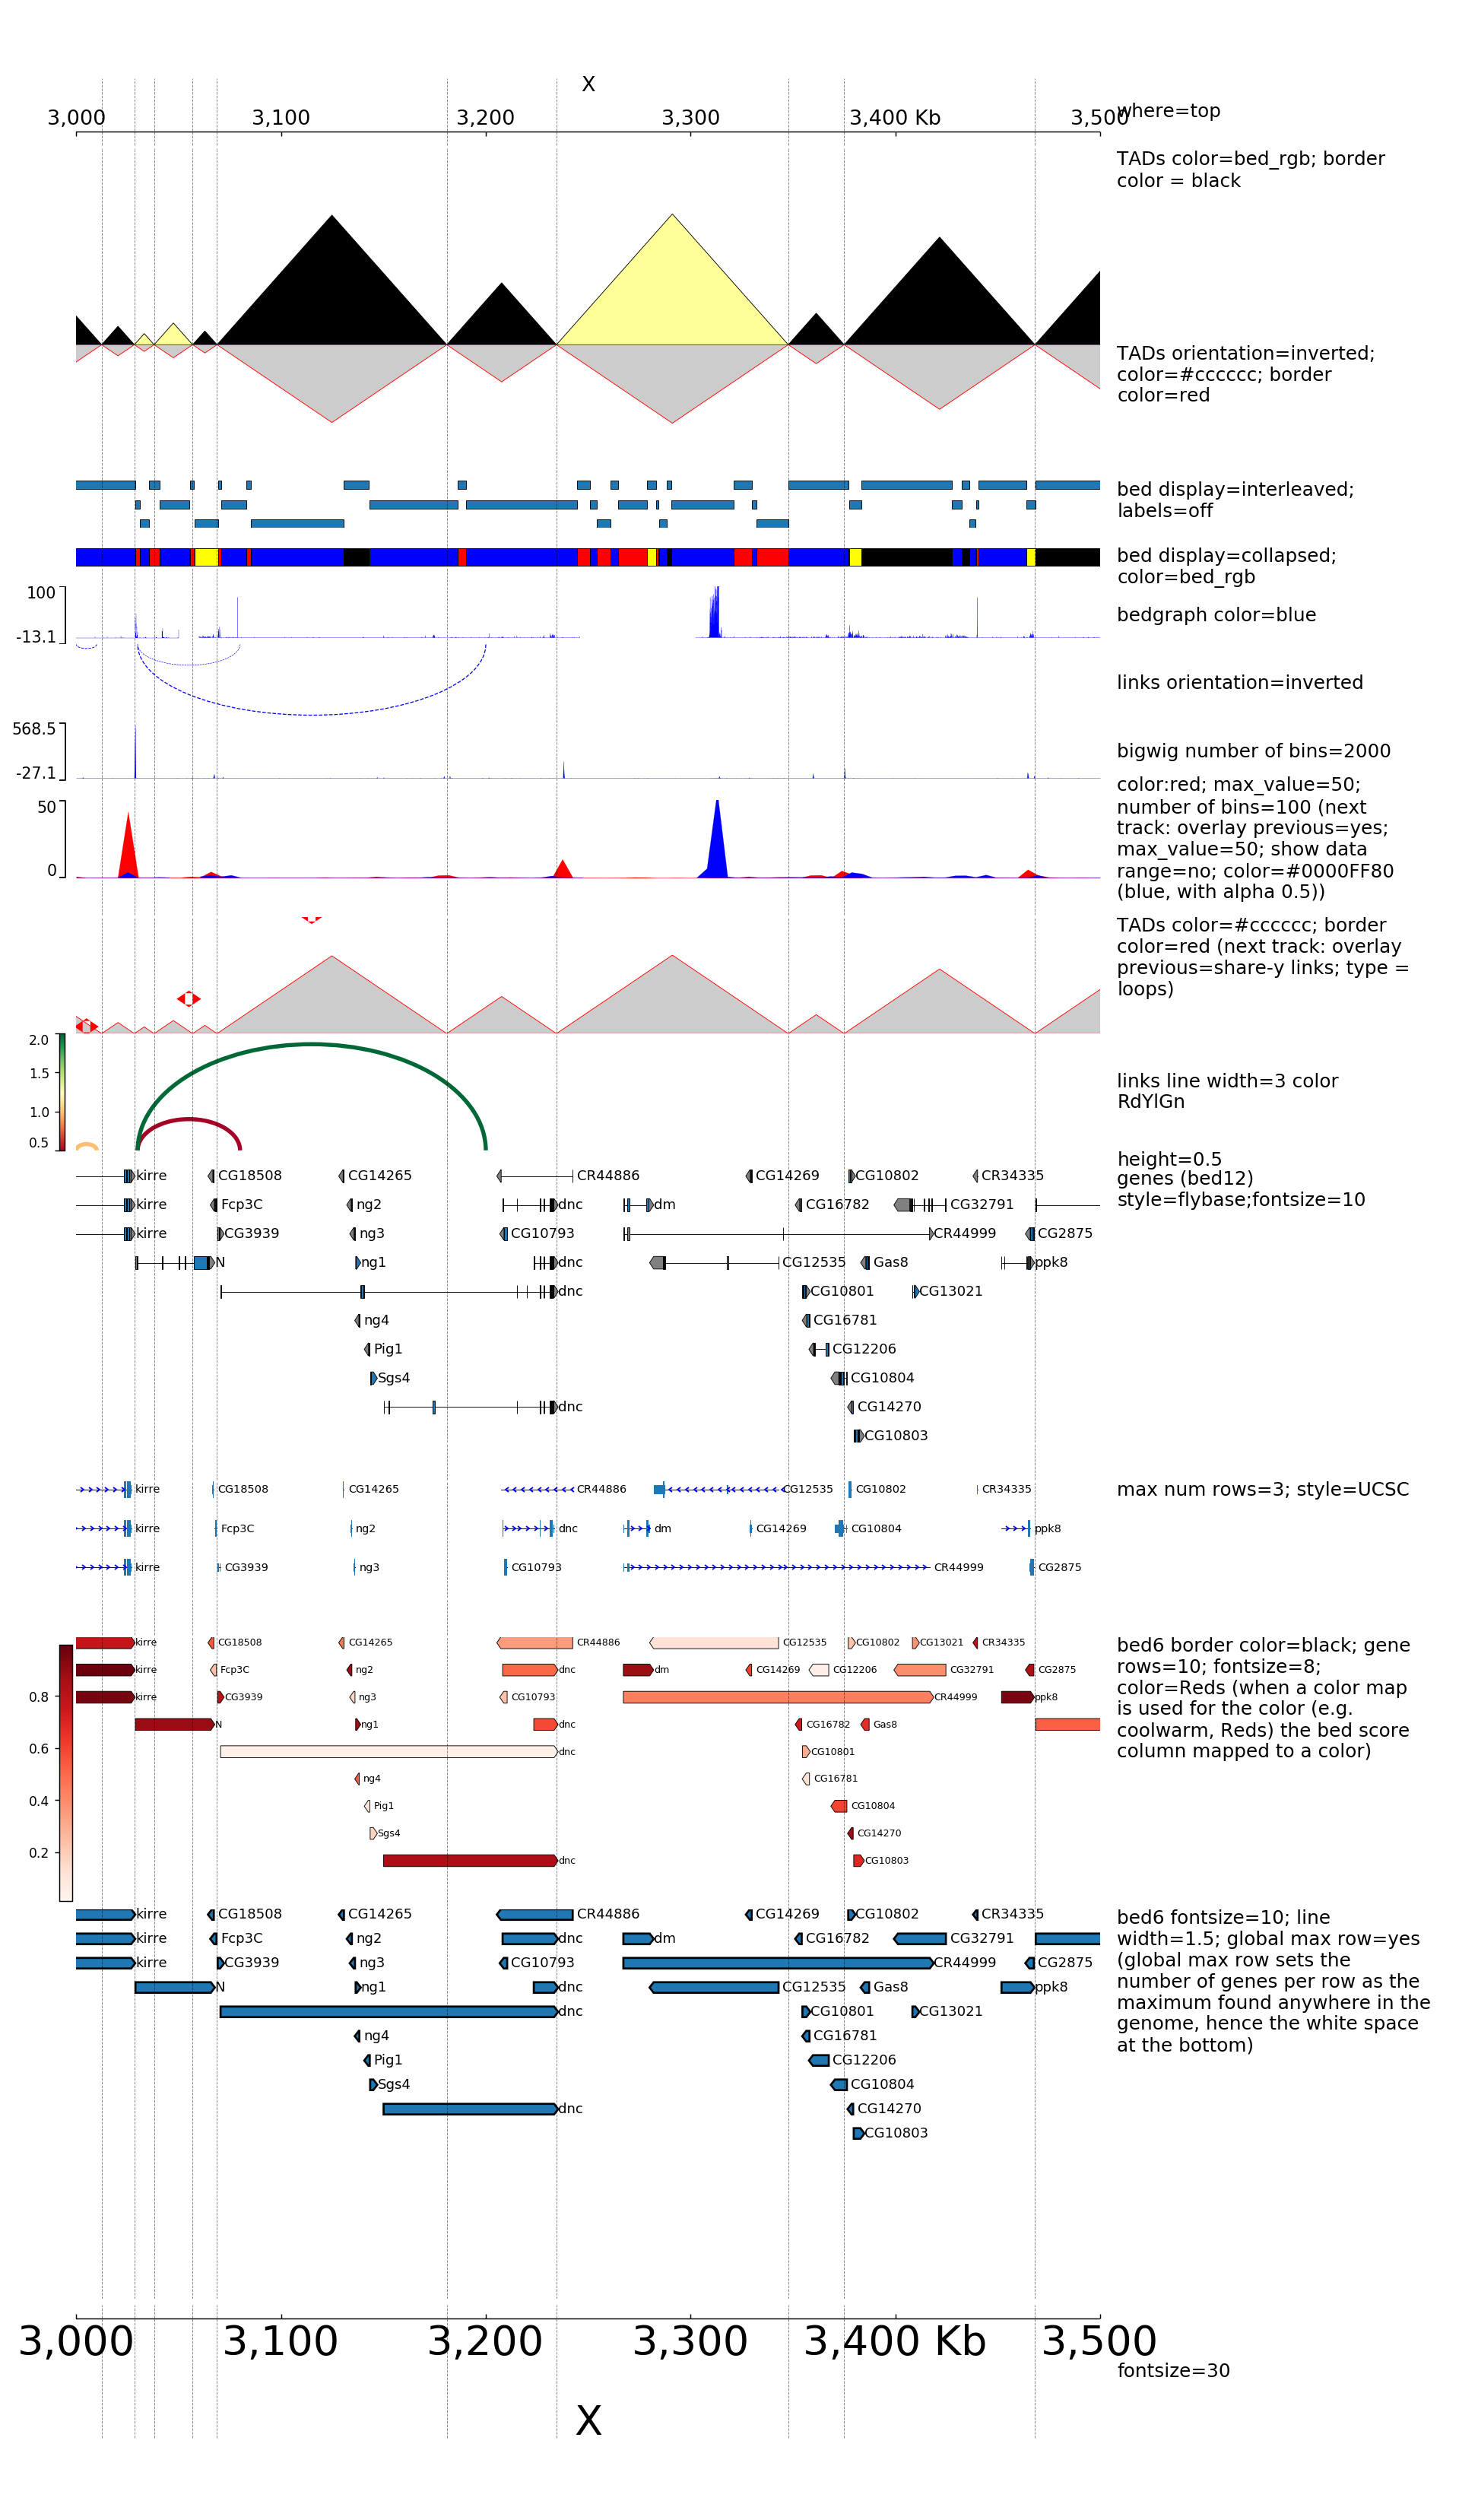 X
3,000 3,100 3,200 3,300 3,400 Kb 3,500
where=top
TADs color=bed_rgb; border
color = black
TADs orientation=inverted;
color=#cccccc; border
color=red
bed display=interleaved;
labels=off
bed display=collapsed;
color=bed_rgb
100
-13.1
bedgraph color=blue
links orientation=inverted
568.5
-27.1
bigwig number of bins=2000
50
0
color:red; max_value=50;
number of bins=100 (next
track: overlay previous=yes;
max_value=50; show data
range=no; color=#0000FF80
(blue, with alpha 0.5))
TADs color=#cccccc; border
color=red (next track: overlay
previous=share-y links; type =
loops)
2.0
1.5
1.0
0.5
links line width=3 color
RdYlGn
height=0.5
genes (bed12)
style=flybase;fontsize=10
kirre CG18508 CG14265 CR44886 CG14269 CG10802 CR34335
kirre Fcp3C ng2 dnc dm CG16782 CG32791
kirre CG3939 ng3 CG10793 CR44999 CG2875
N ng1 dnc CG12535 Gas8 ppk8
dnc CG10801 CG13021
ng4 CG16781
Pig1 CG12206
Sgs4 CG10804
dnc CG14270
CG10803
kirre CG18508 CG14265 CR44886 CG12535 CG10802 CR34335
kirre Fcp3C ng2 dnc dm CG14269 CG10804 ppk8
kirre CG3939 ng3 CG10793 CR44999 CG2875
max num rows=3; style=UCSC
0.8
0.6
0.4
0.2
kirre CG18508 CG14265 CR44886 CG12535 CG10802 CG13021 CR34335
kirre Fcp3C ng2 dnc dm CG14269 CG12206 CG32791 CG2875
kirre CG3939 ng3 CG10793 CR44999 ppk8
N ng1 dnc CG16782 Gas8
dnc CG10801
ng4 CG16781
Pig1 CG10804
Sgs4 CG14270
dnc CG10803
bed6 border color=black; gene
rows=10; fontsize=8;
color=Reds (when a color map
is used for the color (e.g.
coolwarm, Reds) the bed score
column mapped to a color)
kirre CG18508 CG14265 CR44886 CG14269 CG10802 CR34335
kirre Fcp3C ng2 dnc dm CG16782 CG32791
kirre CG3939 ng3 CG10793 CR44999 CG2875
N ng1 dnc CG12535 Gas8 ppk8
dnc CG10801 CG13021
ng4 CG16781
Pig1 CG12206
Sgs4 CG10804
dnc CG14270
CG10803
bed6 fontsize=10; line
width=1.5; global max row=yes
(global max row sets the
number of genes per row as the
maximum found anywhere in the
genome, hence the white space
at the bottom)
3,000 3,100 3,200 3,300 3,400 Kb 3,500
fontsize=30
X